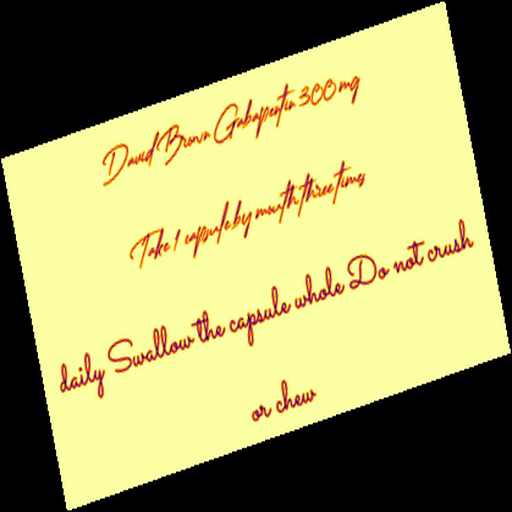 David Brown Gabapentin 300 mg
Take 1 capsule by mouth three times
daily Swallow the capsule whole Do not crush
or chew